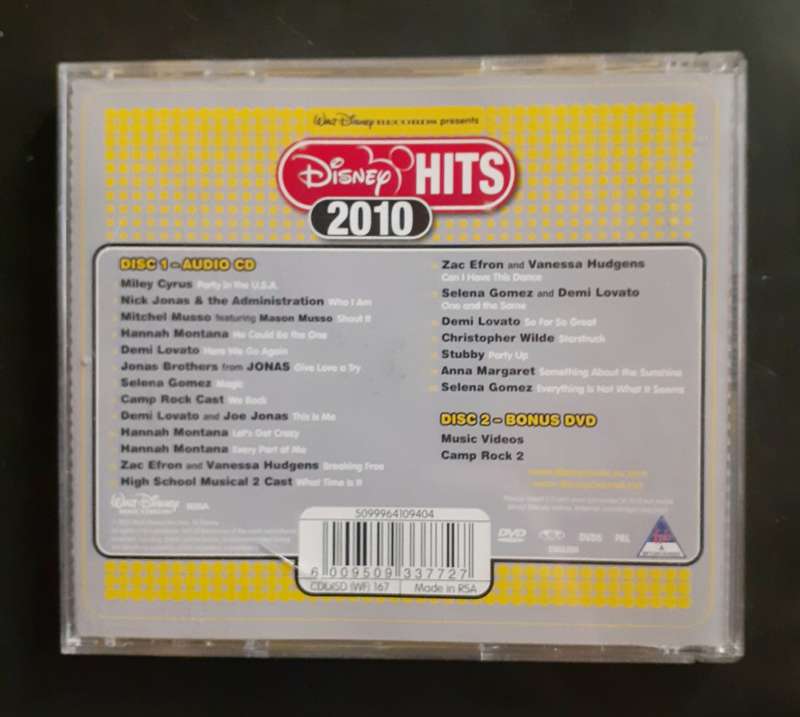 Walt Disney RECORDS presents
Disney HITS
2010
DISC 1 - AUDIO CD
Miley Cyrus Party In the U.S.A.
Nick Jonas & the Administration Who I Am
Mitchel Musso featuring Mason Musso Shout It
Hannah Montana He Could Be the One
Demi Lovato Here We Go Again
Jonas Brothers from JONAS Give Love a Try
Selena Gomez Magic
Camp Rock Cast We Rock
Demi Lovato and Joe Jonas This Is Me
Hannah Montana Let's Get Crazy
Hannah Montana Every Part of Me
Zac Efron and Vanessa Hudgens Breaking Free
High School Musical 2 Cast What Time Is It
Zac Efron and Vanessa Hudgens
Can I Have This Dance
Selena Gomez and Demi Lovato
One and the Same
Demi Lovato So Far So Great
Christopher Wilde Starstruck
Stubby Party Up
Anna Margaret Something About the Sunshine
Selena Gomez Everything Is Not What It Seems
DISC 2 - BONUS DVD
Music Videos
Camp Rock 2
Walt Disney
RISA
5099964109404
6 009509 337727
CDDISD (WF) 167
Made in RSA
DVD
ENGLISH
DVD5
PAL